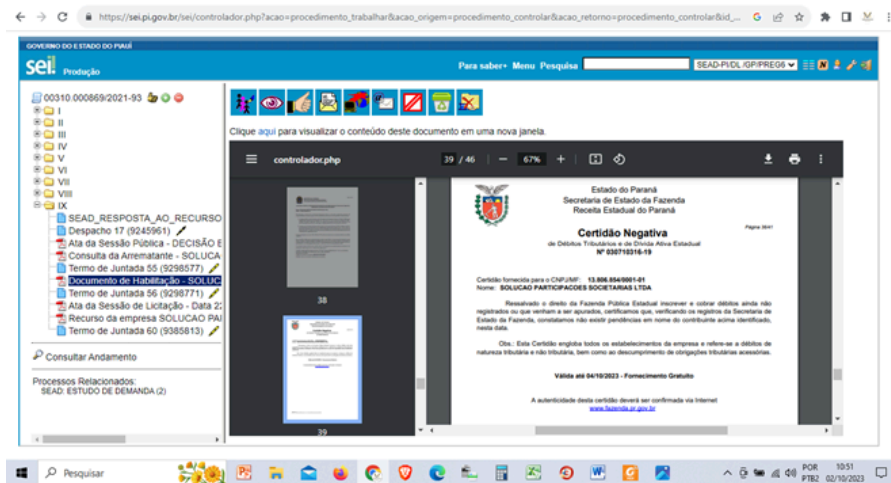 https://sei.pi.gov.br/sei/controlador.php?acao=procedimento_trabalhar&acao_origem=procedimento_controlar&acao_retorno=procedimento_controlar&id_...
GOVERNO DO ESTADO DO PIAUÍ
sei! Produção
Para saber+ Menu Pesquisa
SEAD-PI/DL /GP/PREG6
00310.000869/2021-93
I
II
III
IV
V
VI
VII
VIII
IX
SEAD_RESPOSTA_AO_RECURSO
Despacho 17 (9245961)
Ata da Sessão Pública - DECISÃO E
Consulta da Arrematante - SOLUCA
Termo de Juntada 55 (9298577)
Documento de Habilitação - SOLUC
Termo de Juntada 56 (9298771)
Ata da Sessão de Licitação - Data 2
Recurso da empresa SOLUCAO PA
Termo de Juntada 60 (9385813)
Consultar Andamento
Processos Relacionados:
SEAD: ESTUDO DE DEMANDA (2)
Clique aqui para visualizar o conteúdo deste documento em uma nova janela.
controlador.php
39 / 46
67%
38
39
Estado do Paraná
Secretaria de Estado da Fazenda
Receita Estadual do Paraná
Certidão Negativa
de Débitos Tributários e de Dívida Ativa Estadual
Nº 030710316-19
Certidão fornecida para o CNPJ/MF: 13.806.854/0001-01
Nome: SOLUCAO PARTICIPACOES SOCIETARIAS LTDA
Ressalvado o direito da Fazenda Pública Estadual inscrever e cobrar débitos ainda não
registrados ou que venham a ser apurados, certificamos que, verificando os registros da Secretaria de
Estado da Fazenda, constatamos não existir pendências em nome do contribuinte acima identificado,
nesta data.
Obs.: Esta Certidão engloba todos os estabelecimentos da empresa e refere-se a débitos de
natureza tributária e não tributária, bem como ao descumprimento de obrigações tributárias acessórias.
Válida até 04/10/2023 - Fornecimento Gratuito
A autenticidade desta certidão deverá ser confirmada via Internet
www.fazenda.pr.gov.br
Pesquisar
POR
PTB2
10:51
02/10/2023